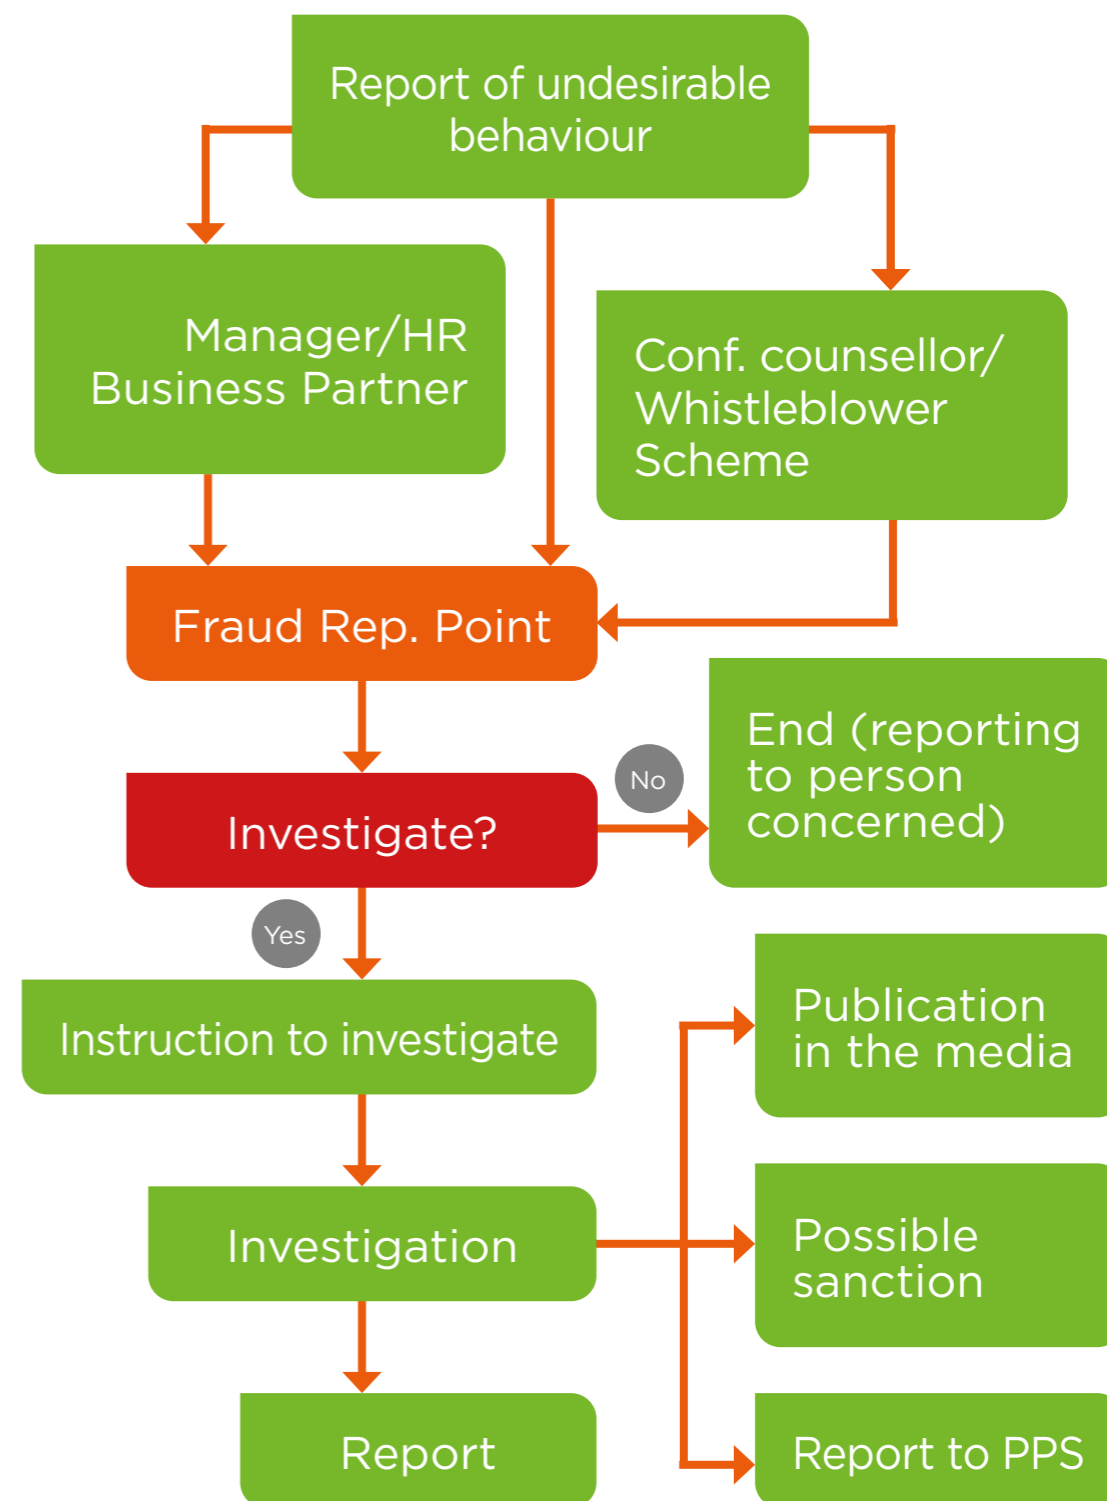 Report of undesirable
behaviour
Manager/HR
Business Partner
Conf. counsellor/
Whistleblower
Scheme
Fraud Rep. Point
Investigate?
No
End (reporting
to person
concerned)
Yes
Instruction to investigate
Publication
in the media
Investigation
Possible
sanction
Report
Report to PPS